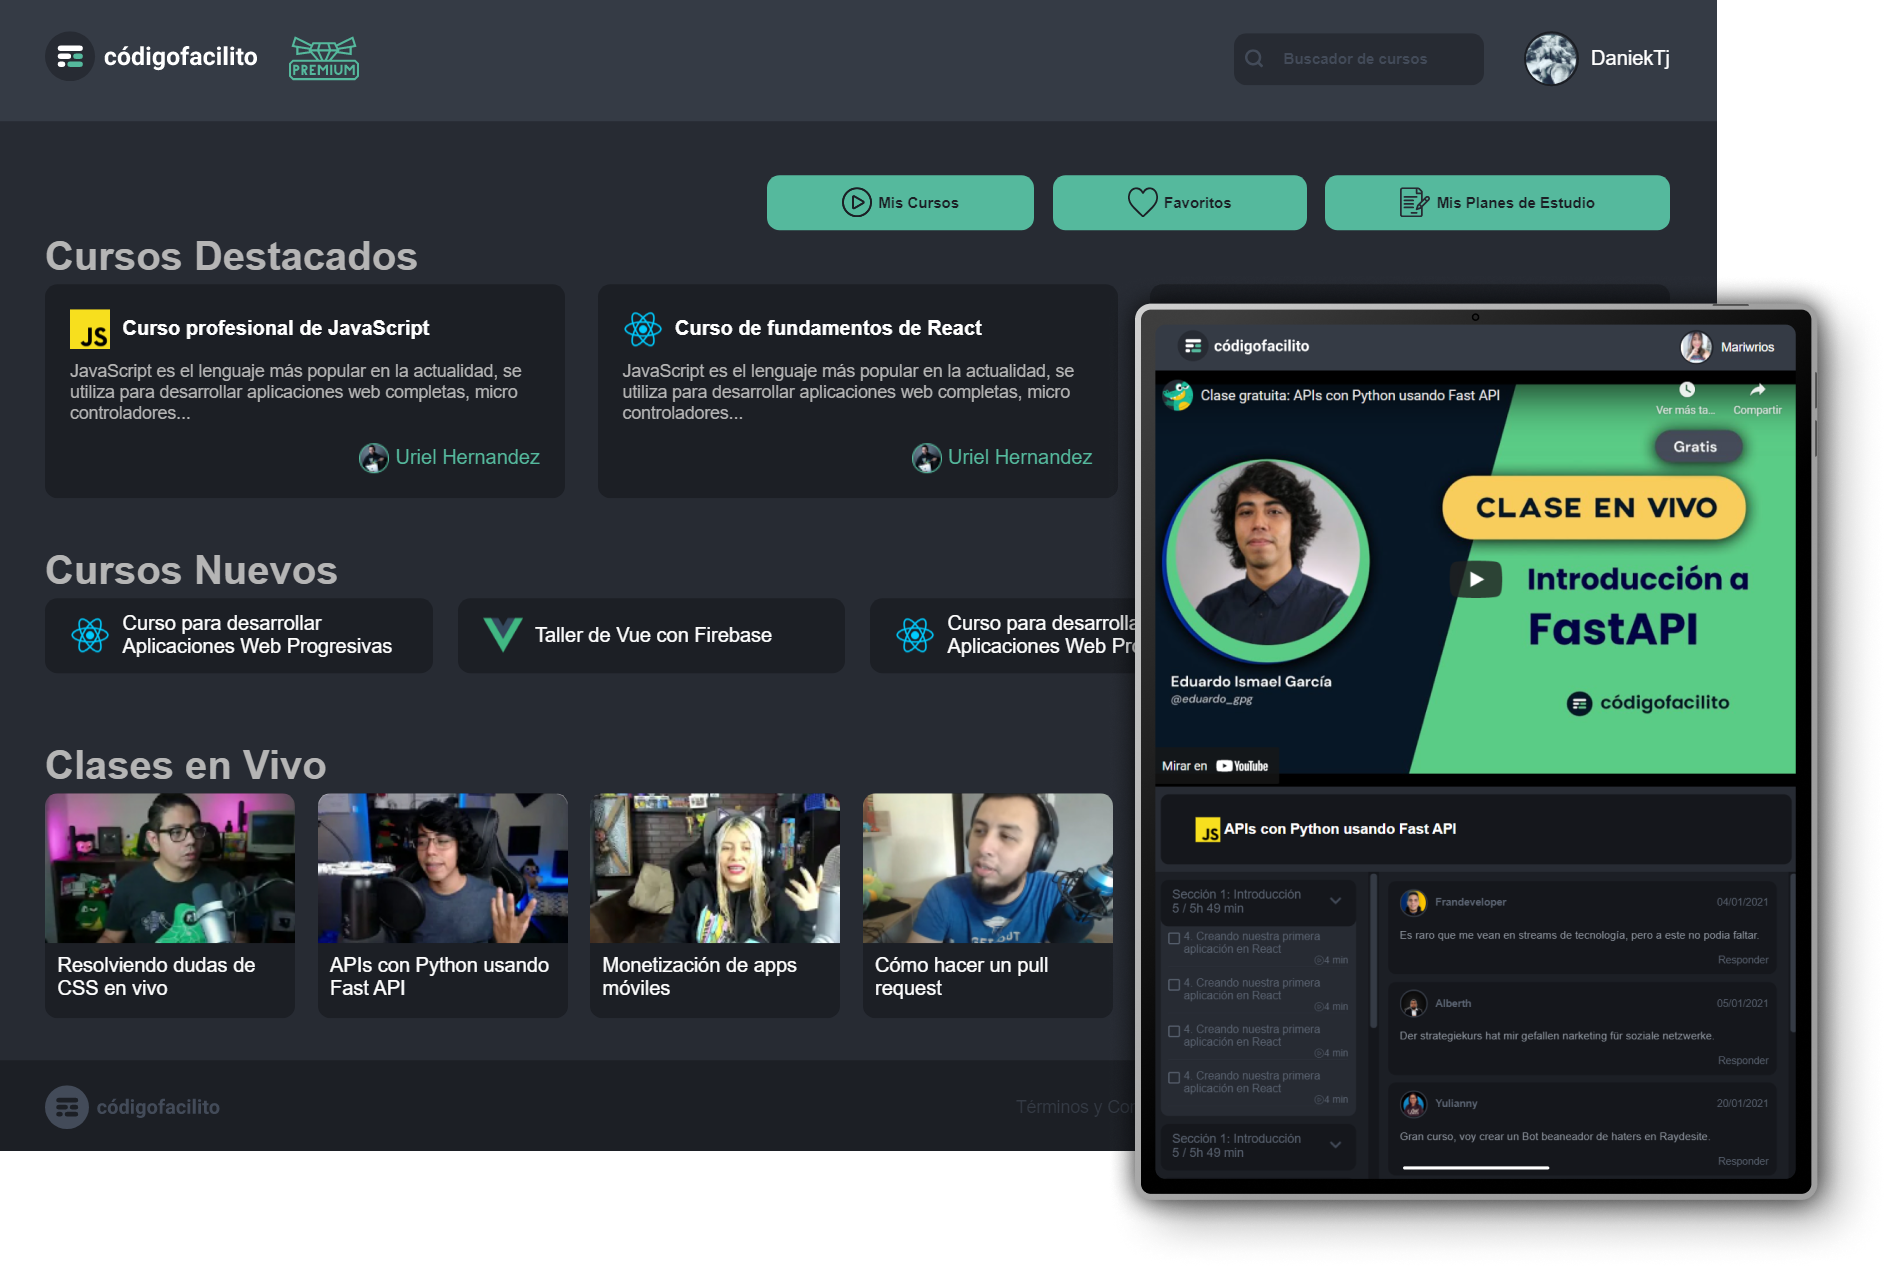 códigofacilito
PREMIUM
Buscador de cursos
DaniekTj
Mis Cursos
Favoritos
Mis Planes de Estudio
Cursos Destacados
JS
Curso profesional de JavaScript
JavaScript es el lenguaje más popular en la actualidad, se
utiliza para desarrollar aplicaciones web completas, micro
controladores...
Uriel Hernandez
Curso de fundamentos de React
JavaScript es el lenguaje más popular en la actualidad, se
utiliza para desarrollar aplicaciones web completas, micro
controladores...
Uriel Hernandez
Cursos Nuevos
Curso para desarrollar
Aplicaciones Web Progresivas
Taller de Vue con Firebase
Curso para desarrolla
Aplicaciones Web Pro
Clases en Vivo
Resolviendo dudas de
CSS en vivo
APIs con Python usando
Fast API
Monetización de apps
móviles
Cómo hacer un pull
request
códigofacilito
Términos y Con
códigofacilito
Mariwrios
Clase gratuita: APIs con Python usando Fast API
Ver más ta...
Compartir
Gratis
CLASE EN VIVO
Introducción a
FastAPI
Eduardo Ismael García
@eduardo_gpg
códigofacilito
Mirar en YouTube
JS
APIs con Python usando Fast API
Sección 1: Introducción
5 / 5h 49 min
4. Creando nuestra primera
aplicación en React
4 min
4. Creando nuestra primera
aplicación en React
4 min
4. Creando nuestra primera
aplicación en React
4 min
4. Creando nuestra primera
aplicación en React
4 min
Sección 1: Introducción
5 / 5h 49 min
Frandeveloper
04/01/2021
Es raro que me vean en streams de tecnología, pero a este no podia faltar.
Responder
Alberth
05/01/2021
Der strategiekurs hat mir gefallen narketing für soziale netzwerke.
Responder
Yulianny
20/01/2021
Gran curso, voy crear un Bot beaneador de haters en Raydesite.
Responder